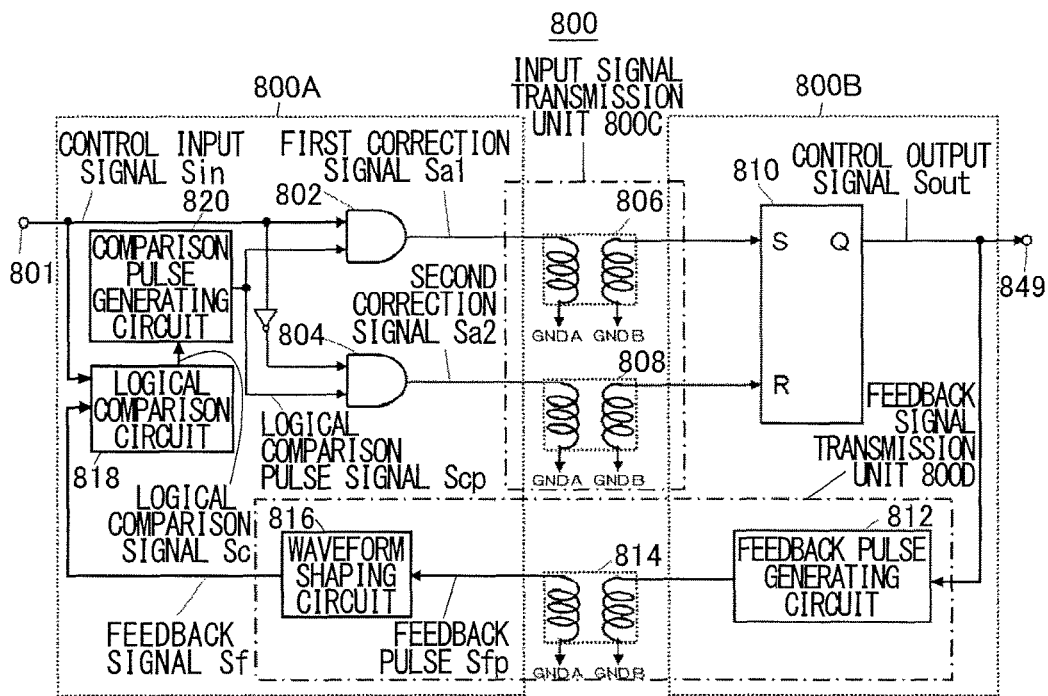 800
800A
INPUT SIGNAL
TRANSMISSION
UNIT 800C
800B
CONTROL INPUT
SIGNAL Sin
FIRST CORRECTION
SIGNAL Sa1
810
CONTROL OUTPUT
SIGNAL Sout
820
802
806
801
COMPARISON
PULSE
GENERATING
CIRCUIT
S
Q
849
SECOND
CORRECTION
SIGNAL Sa2
GNDA
GNDB
804
808
LOGICAL
COMPARISON
CIRCUIT
R
818
LOGICAL
COMPARISON
PULSE SIGNAL Scp
FEEDBACK
SIGNAL
TRANSMISSION
UNIT 800D
GNDA
GNDB
LOGICAL
COMPARISON
SIGNAL Sc
816
WAVEFORM
SHAPING
CIRCUIT
814
812
FEEDBACK PULSE
GENERATING
CIRCUIT
FEEDBACK
SIGNAL Sf
FEEDBACK
PULSE Sfp
GNDA
GNDB